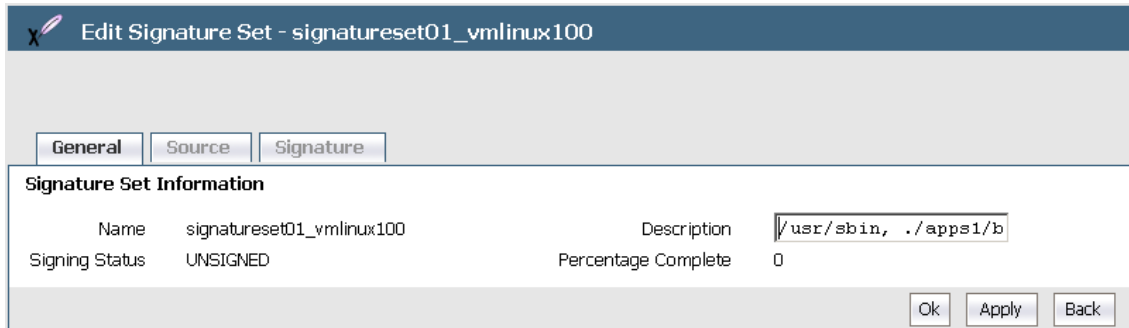 Edit Signature Set - signatureset01_vmlinux100
General Source Signature
Signature Set Information
Name signatureset01_vmlinux100 Description /usr/sbin, ./apps1/b
Signing Status UNSIGNED Percentage Complete 0
Ok Apply Back